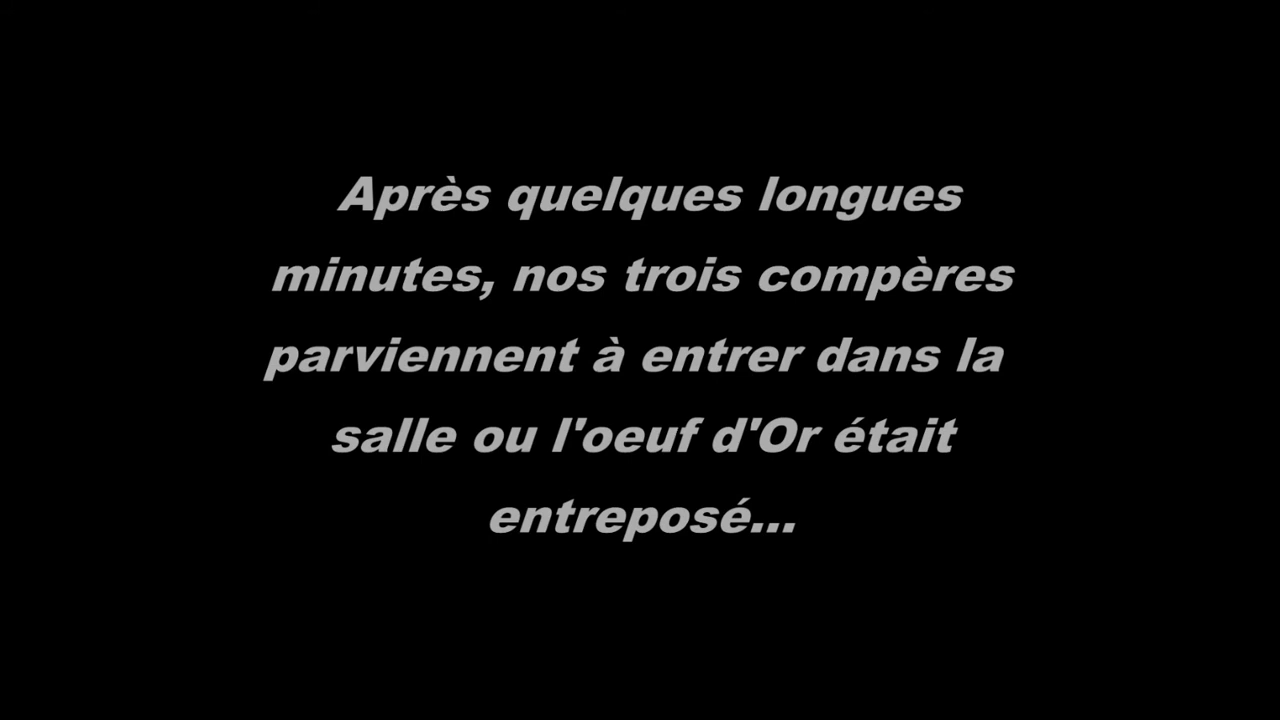 Après quelques longues
minutes, nos trois compères
parviennent à entrer dans la
salle ou l'oeuf d'Or était
entreposé...